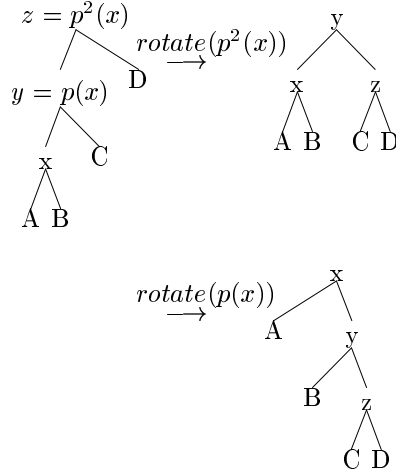 z = p²(x)
D
y = p(x)
C
x
A B
rotate(p²(x))
→
y
x z
A B C D
rotate(p(x))
→
x
A
y
B
z
C D